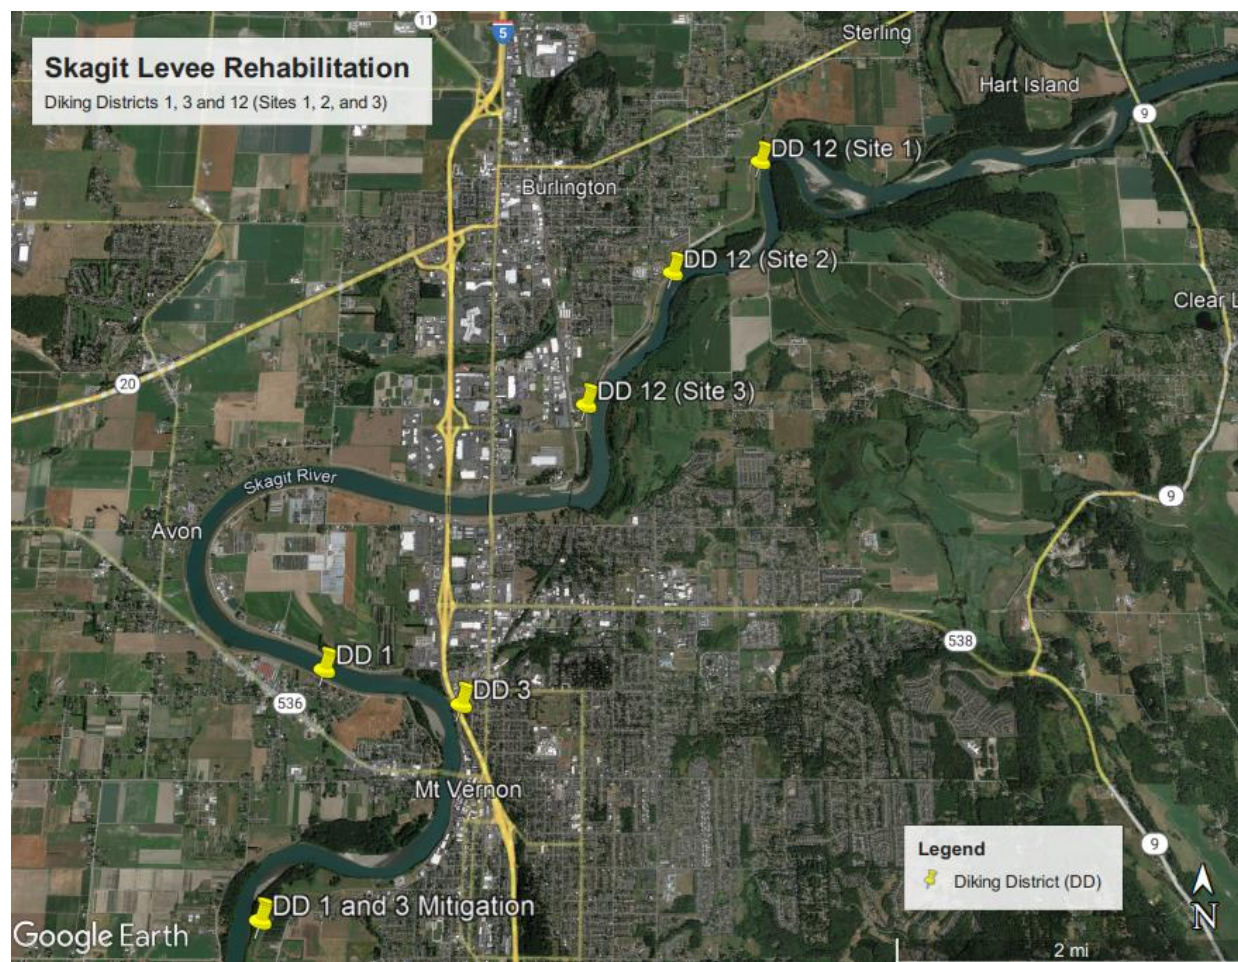 11
5
Sterling
Skagit Levee Rehabilitation
Diking Districts 1, 3 and 12 (Sites 1, 2, and 3)
Hart Island
9
DD 12 (Site 1)
Burlington
DD 12 (Site 2)
Clear L
20
DD 12 (Site 3)
Skagit River
9
Avon
538
DD 1
DD 3
536
Mt Vernon
Legend
Diking District (DD)
9
DD 1 and 3 Mitigation
N
Google Earth
2 mi